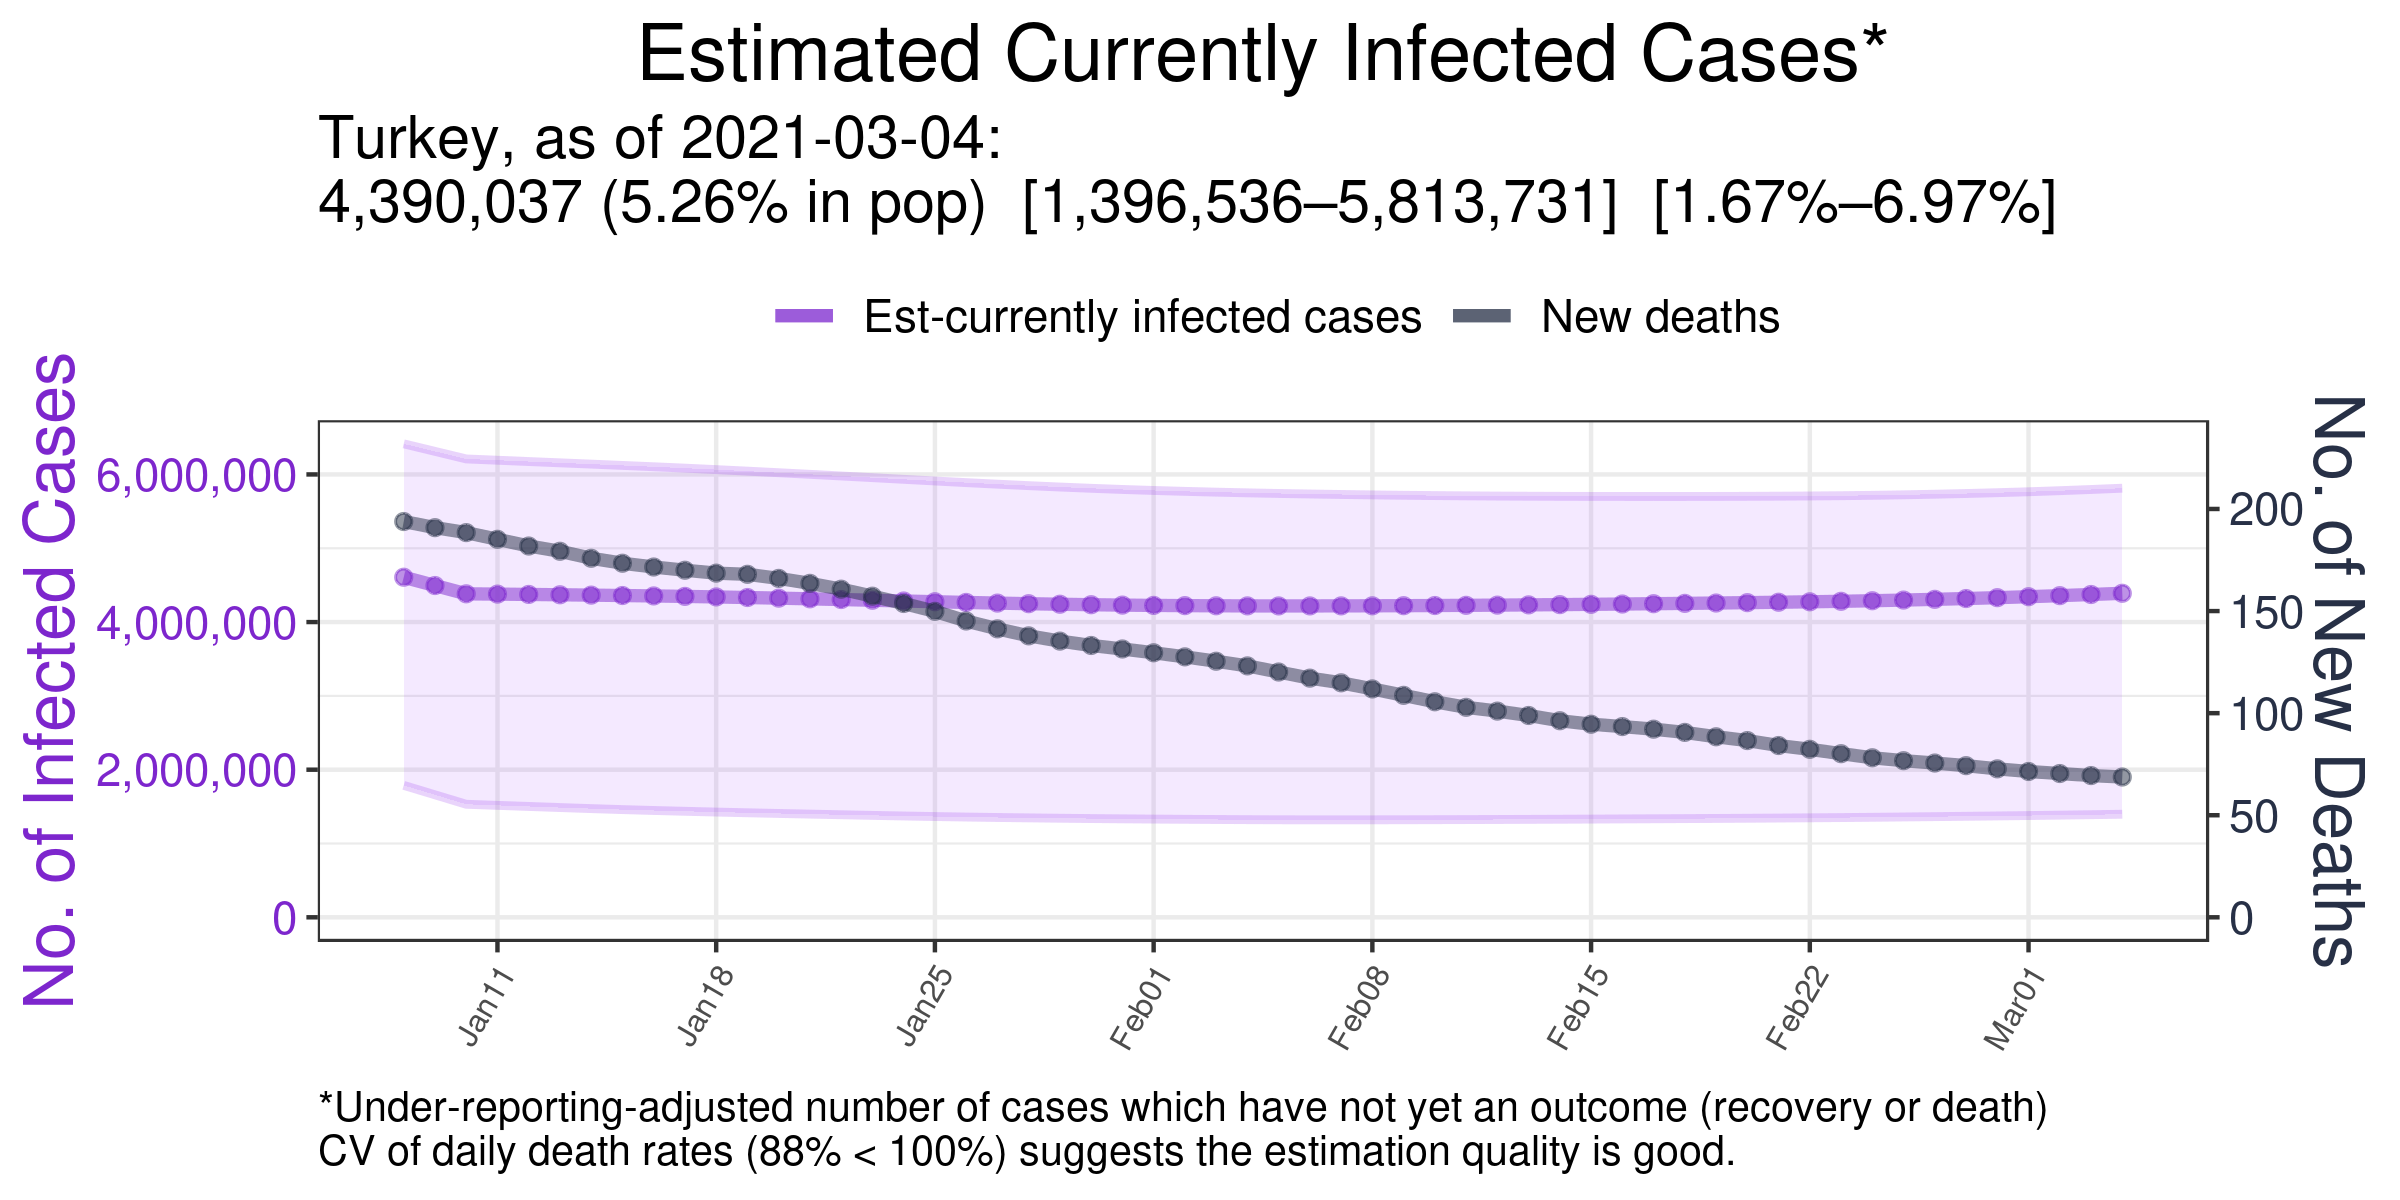 Estimated Currently Infected Cases*
Turkey, as of 2021-03-04:
4,390,037 (5.26% in pop)  [1,396,536–5,813,731]  [1.67%–6.97%]
Est-currently infected cases
New deaths
No. of Infected Cases
6,000,000
4,000,000
2,000,000
0
200
150
100
50
0
No. of New Deaths
Jan11
Jan18
Jan25
Feb01
Feb08
Feb15
Feb22
Mar01
*Under-reporting-adjusted number of cases which have not yet an outcome (recovery or death)
CV of daily death rates (88% < 100%) suggests the estimation quality is good.